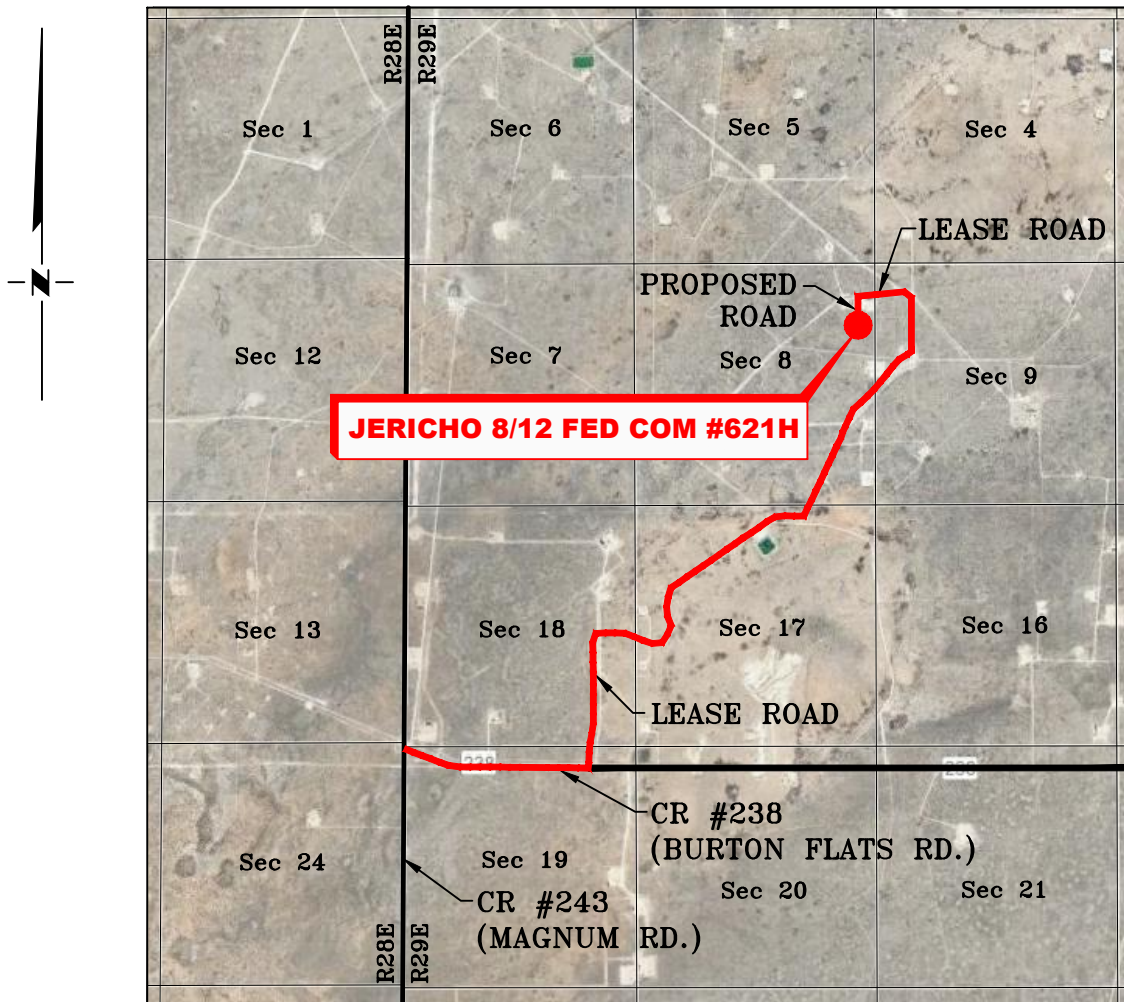 R28E
R29E
Sec 1
Sec 6
Sec 5
Sec 4
LEASE ROAD
PROPOSED
ROAD
N
Sec 12
Sec 7
Sec 8
Sec 9
JERICHO 8/12 FED COM #621H
Sec 13
Sec 18
Sec 17
Sec 16
LEASE ROAD
238
CR #238
(BURTON FLATS RD.)
Sec 24
Sec 19
Sec 20
Sec 21
CR #243
(MAGNUM RD.)
R28E
R29E